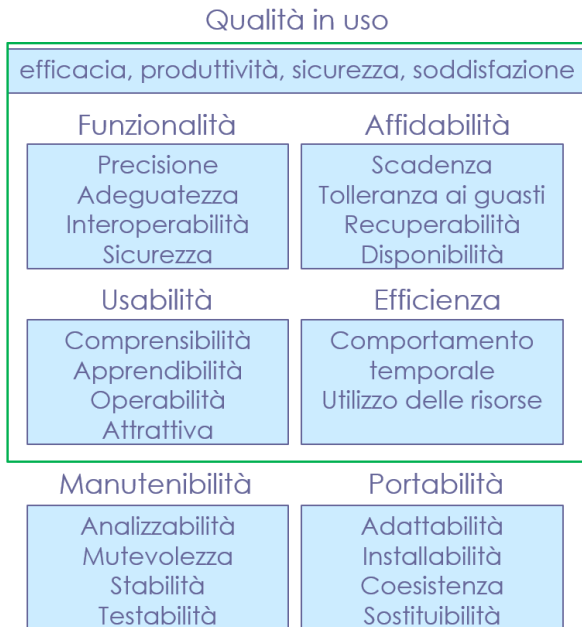 Qualità in uso
efficacia, produttività, sicurezza, soddisfazione
Funzionalità
Precisione
Adeguatezza
Interoperabilità
Sicurezza
Affidabilità
Scadenza
Tolleranza ai guasti
Recuperabilità
Disponibilità
Usabilità
Comprensibilità
Apprendibilità
Operabilità
Attrattiva
Efficienza
Comportamento
temporale
Utilizzo delle risorse
Manutenibilità
Analizzabilità
Mutevolezza
Stabilità
Testabilità
Portabilità
Adattabilità
Installabilità
Coesistenza
Sostituibilità